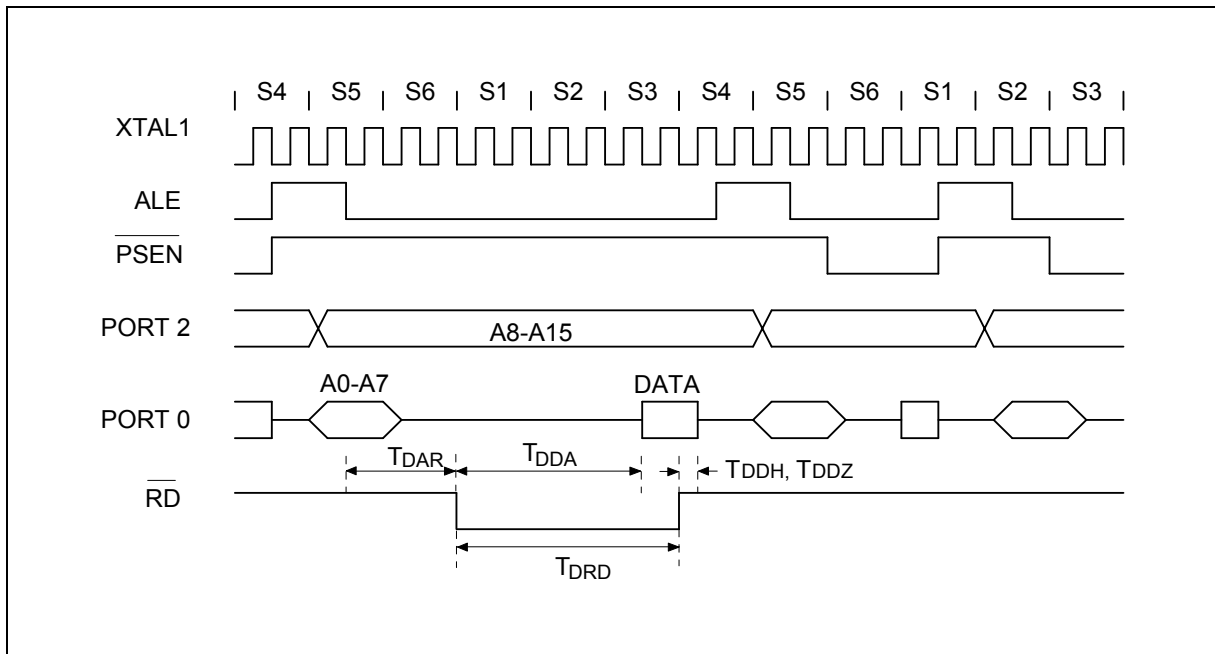 S4 S5 S6 S1 S2 S3 S4 S5 S6 S1 S2 S3
XTAL1
ALE
PSEN
PORT 2
A8-A15
A0-A7 DATA
PORT 0
TDAR TDDA TDDH, TDDZ
RD
TDRD